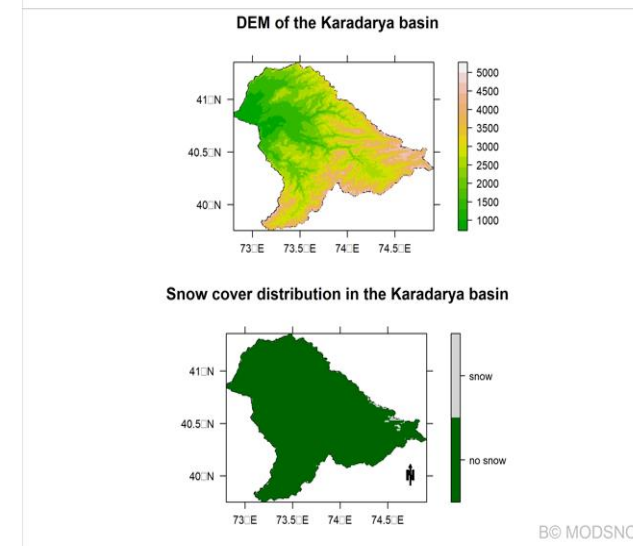 DEM of the Karadarya basin
41□N
40.5□N
40□N
73□E 73.5□E 74□E 74.5□E
5000
4500
4000
3500
3000
2500
2000
1500
1000
Snow cover distribution in the Karadarya basin
41□N
40.5□N
40□N
73□E 73.5□E 74□E 74.5□E
N
snow
no snow
B© MODSNO